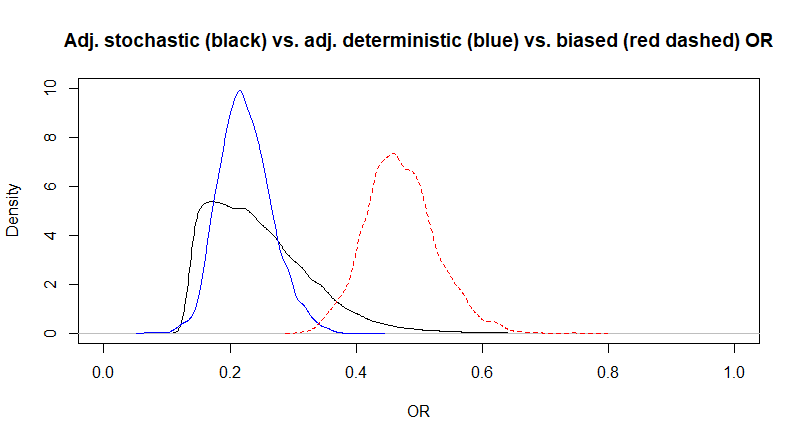 Adj. stochastic (black) vs. adj. deterministic (blue) vs. biased (red dashed) OR
10
8
6
4
2
0
Density
0.0 0.2 0.4 0.6 0.8 1.0
OR